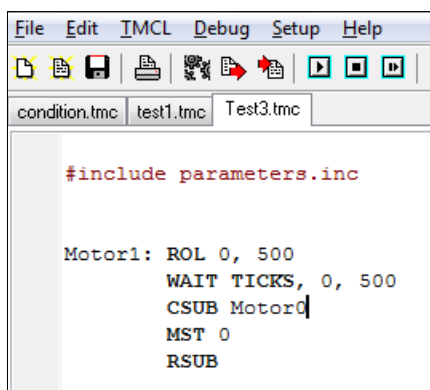 File Edit TMCL Debug Setup Help
condition.tmc test1.tmc Test3.tmc
#include parameters.inc
Motor1: ROL 0, 500
WAIT TICKS, 0, 500
CSUB Motor0
MST 0
RSUB